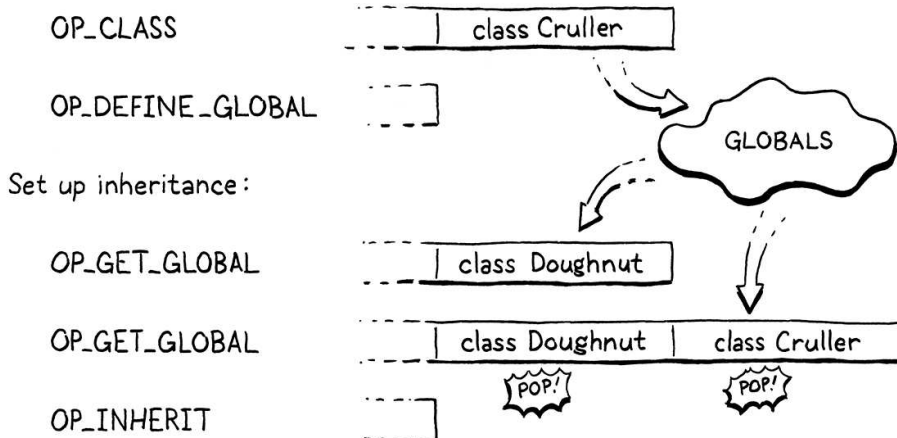 OP_CLASS class Cruller
OP_DEFINE_GLOBAL
GLOBALS
Set up inheritance:
OP_GET_GLOBAL class Doughnut
OP_GET_GLOBAL class Doughnut class Cruller
POP! POP!
OP_INHERIT